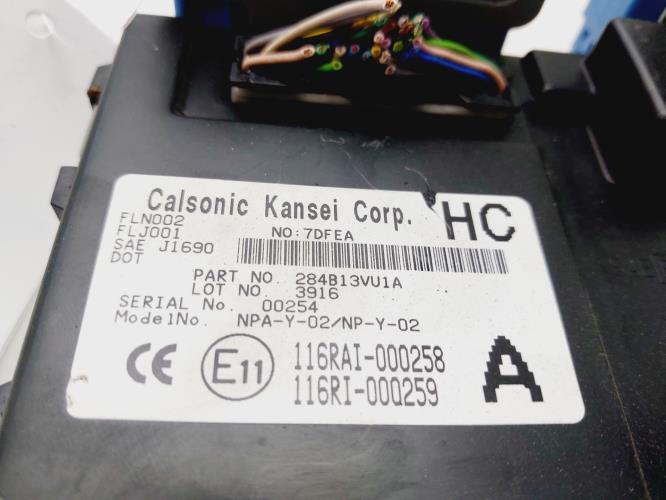 Calsonic Kansei Corp. HC
FLN002
FLJ001 NO:7DFEA
SAE J1690
DOT
PART NO 284B13VU1A
LOT NO. 3916
SERIAL No. 00254
ModelNo. NPA-Y-02/NP-Y-02
CE E11 116RAI-000258 A
116RI-000259